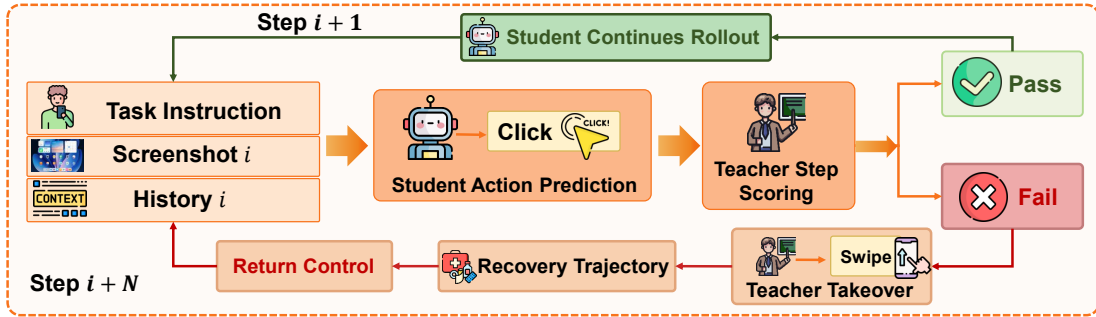 Step i + 1
Student Continues Rollout
Task Instruction
Screenshot i
CONTEXT
History i
Click
CLICK!
Student Action Prediction
Teacher Step
Scoring
Pass
Fail
Swipe
Teacher Takeover
Recovery Trajectory
Return Control
Step i + N